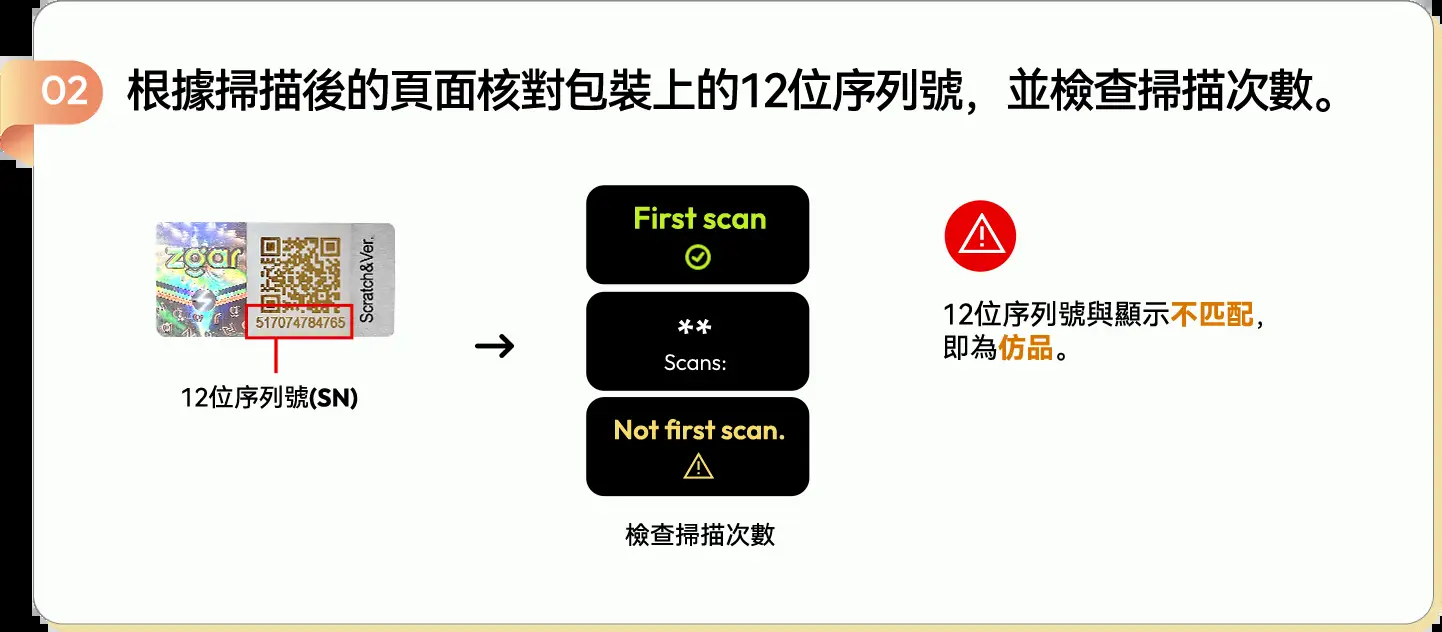 02
根據掃描後的頁面核對包裝上的12位序列號，並檢查掃描次數。
zgar
Scratch&Ver.
517074784765
12位序列號(SN)
→
First scan
**
Scans:
Not first scan.
檢查掃描次數
12位序列號與顯示不匹配，
即為仿品。